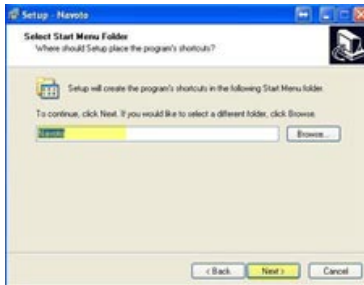 Setup - Navoto
Select Start Menu Folder
Where should Setup place the program's shortcuts?
Setup will create the program's shortcuts in the following Start Menu folder.
To continue, click Next. If you would like to select a different folder, click Browse.
Navoto
Browse...
< Back
Next >
Cancel